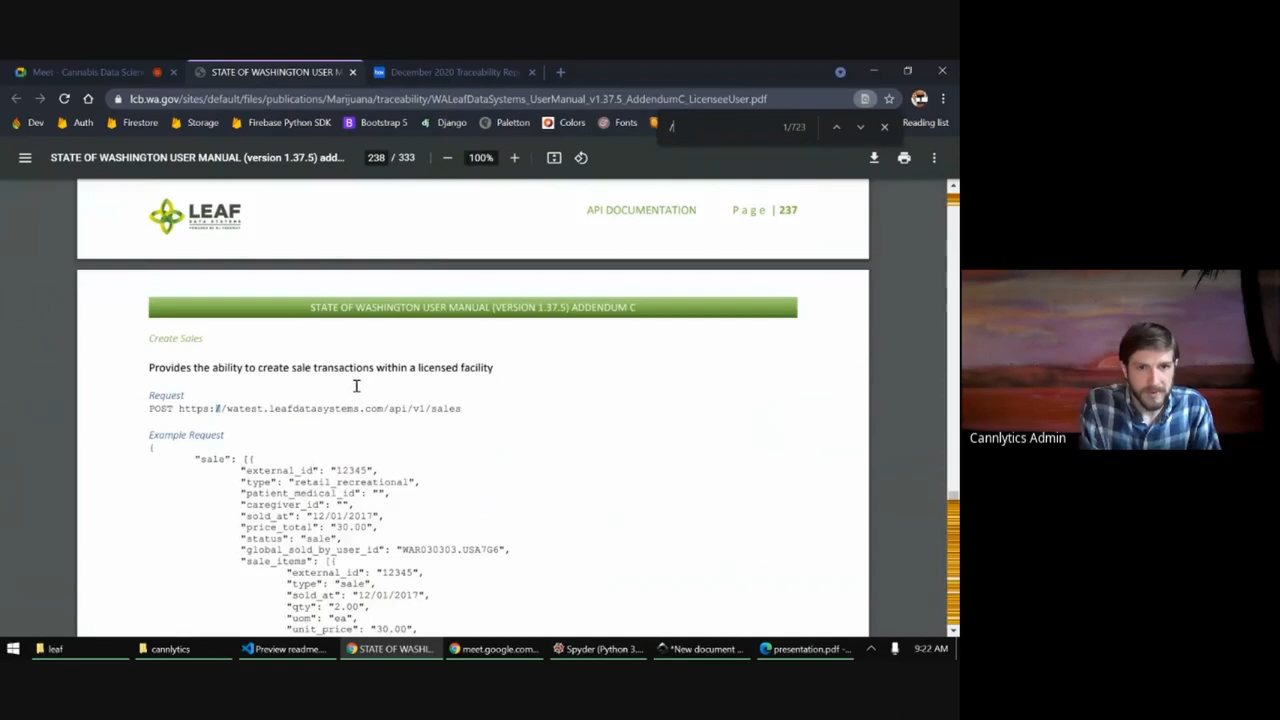 Meet - Cannabis Data Scien
STATE OF WASHINGTON USER M
December 2020 Traceability Rep
lcb.wa.gov/sites/default/files/publications/Marijuana/traceability/WALeafDataSystems_UserManual_v1.37.5_AddendumC_LicenseeUser.pdf
Dev
Auth
Firestore
Storage
Firebase Python SDK
Bootstrap 5
Django
Paletton
Colors
Fonts
Reading list
/
1/723
STATE OF WASHINGTON USER MANUAL (version 1.37.5) add...
238 / 333
100%
LEAF
DATA SYSTEMS
API DOCUMENTATION Page | 237
STATE OF WASHINGTON USER MANUAL (VERSION 1.37.5) ADDENDUM C
Create Sales
Provides the ability to create sale transactions within a licensed facility
Request
POST https://watest.leafdatasystems.com/api/v1/sales
Example Request
{
"sale": [{
"external_id": "12345",
"type": "retail_recreational",
"patient_medical_id": "",
"caregiver_id": "",
"sold_at": "12/01/2017",
"price_total": "30.00",
"status": "sale",
"global_sold_by_user_id": "WAR030303.USA7G6",
"sale_items": [{
"external_id": "12345",
"type": "sale",
"sold_at": "12/01/2017",
"qty": "2.00",
"uom": "ea",
"unit_price": "30.00",
Cannlytics Admin
leaf
cannlytics
Preview readme....
STATE OF WASHI...
meet.google.com...
Spyder (Python 3....
*New document ...
presentation.pdf -...
9:22 AM